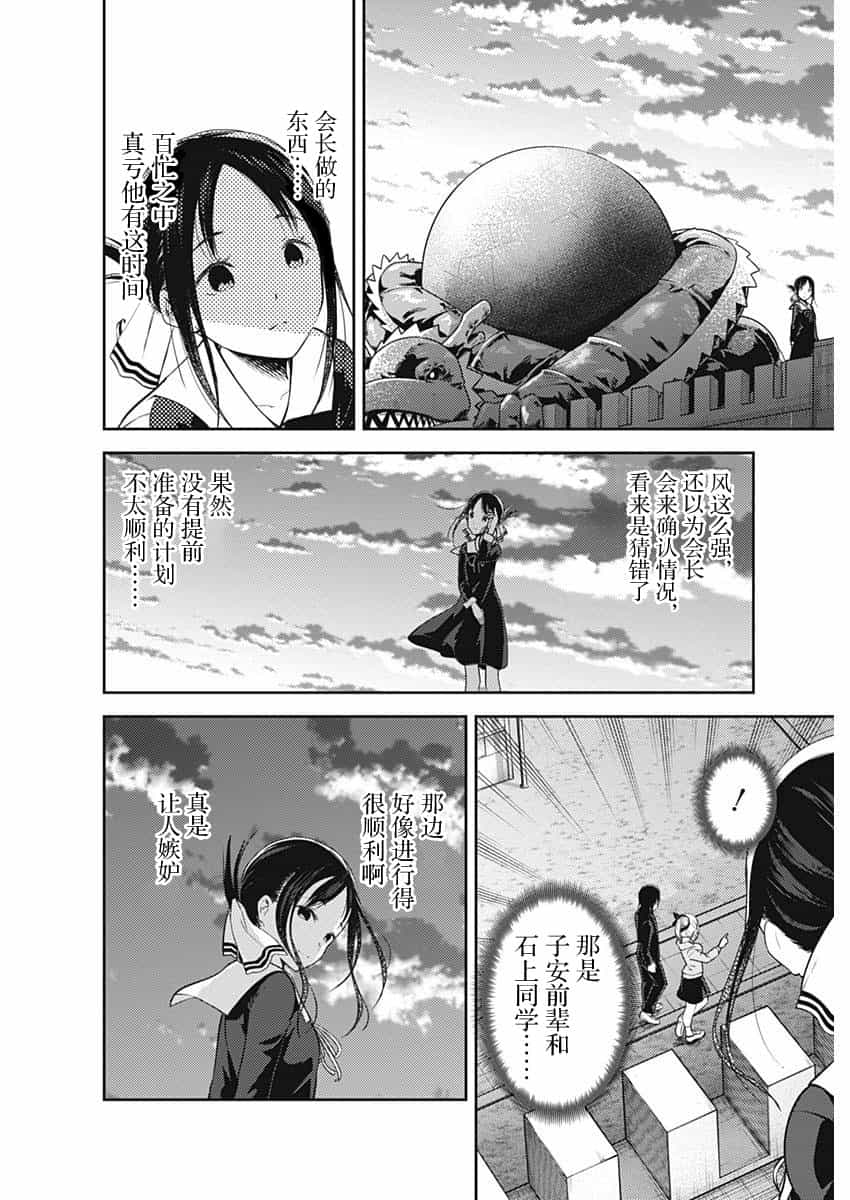 会长做的
东西……
百忙之中
真亏他有这时间
风这么强，
还以为会长
会来确认情况，
看来是猜错了
果然
没有提前
准备的计划
不太顺利……
！
那是
子安前辈和
石上同学……
那边
好像进行得
很顺利啊
真是
让人嫉妒